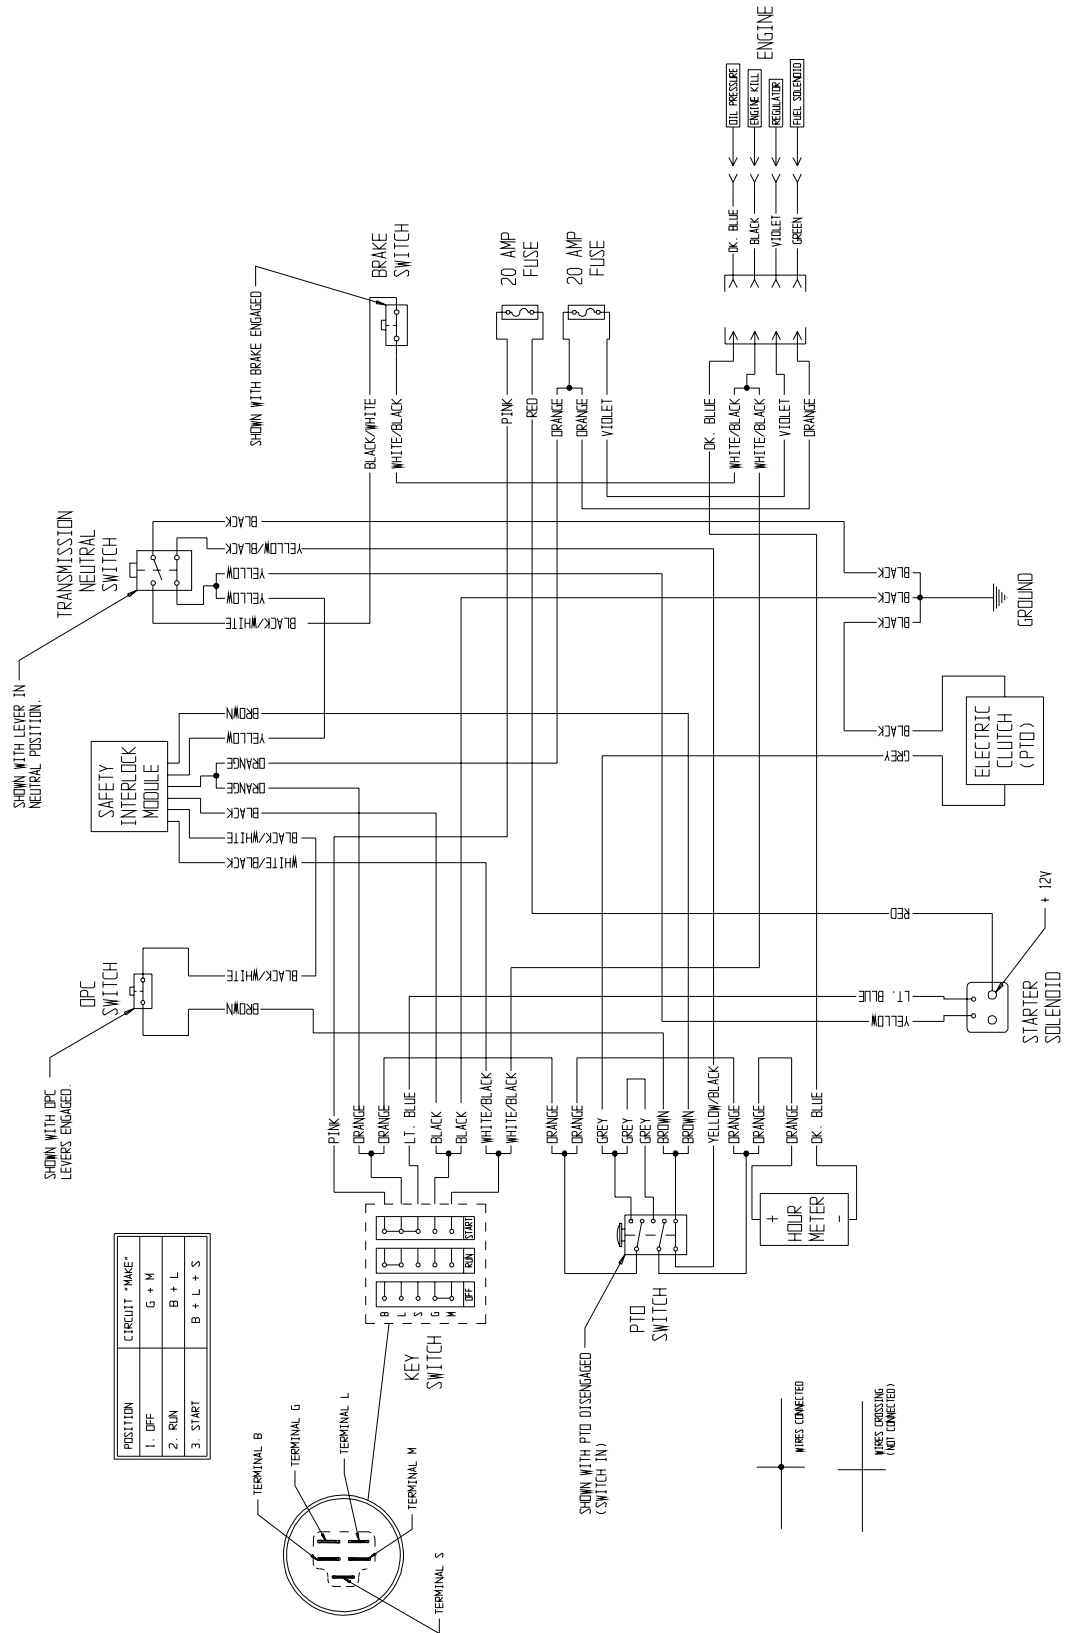 ENGINE
OIL PRESSURE
ENGINE KILL
REGULATOR
FUEL SOLENOID
DK. BLUE
BLACK
VIOLET
GREEN
BRAKE
SWITCH
SHOWN WITH BRAKE ENGAGED
20 AMP
FUSE
20 AMP
FUSE
BLACK/WHITE
WHITE/BLACK
PINK
RED
ORANGE
ORANGE
VIOLET
DK. BLUE
WHITE/BLACK
WHITE/BLACK
VIOLET
ORANGE
TRANSMISSION
NEUTRAL
SWITCH
SHOWN WITH LEVER IN
NEUTRAL POSITION.
BLACK
YELLOW/BLACK
YELLOW
YELLOW
BLACK/WHITE
BLACK
BLACK
BLACK
GROUND
SAFETY
INTERLOCK
MODULE
BROWN
YELLOW
ORANGE
ORANGE
BLACK
BLACK/WHITE
WHITE/BLACK
BLACK
GREY
ELECTRIC
CLUTCH
(PTO)
OPC
SWITCH
SHOWN WITH OPC
LEVERS ENGAGED.
BLACK/WHITE
BROWN
RED
LT. BLUE
YELLOW
+ 12V
STARTER
SOLENOID
PINK
ORANGE
ORANGE
LT. BLUE
BLACK
BLACK
WHITE/BLACK
WHITE/BLACK
ORANGE
ORANGE
GREY
GREY
GREY
BROWN
BROWN
YELLOW/BLACK
ORANGE
ORANGE
ORANGE
DK. BLUE
START
RUN
OFF
B
L
S
G
M
KEY
SWITCH
PTO
SWITCH
SHOWN WITH PTO DISENGAGED
(SWITCH IN)
+
HOUR
METER
-
POSITION CIRCUIT "MAKE"
1. OFF G + M
2. RUN B + L
3. START B + L + S
TERMINAL B
TERMINAL G
TERMINAL L
TERMINAL M
TERMINAL S
WIRES CONNECTED
WIRES CROSSING
(NOT CONNECTED)